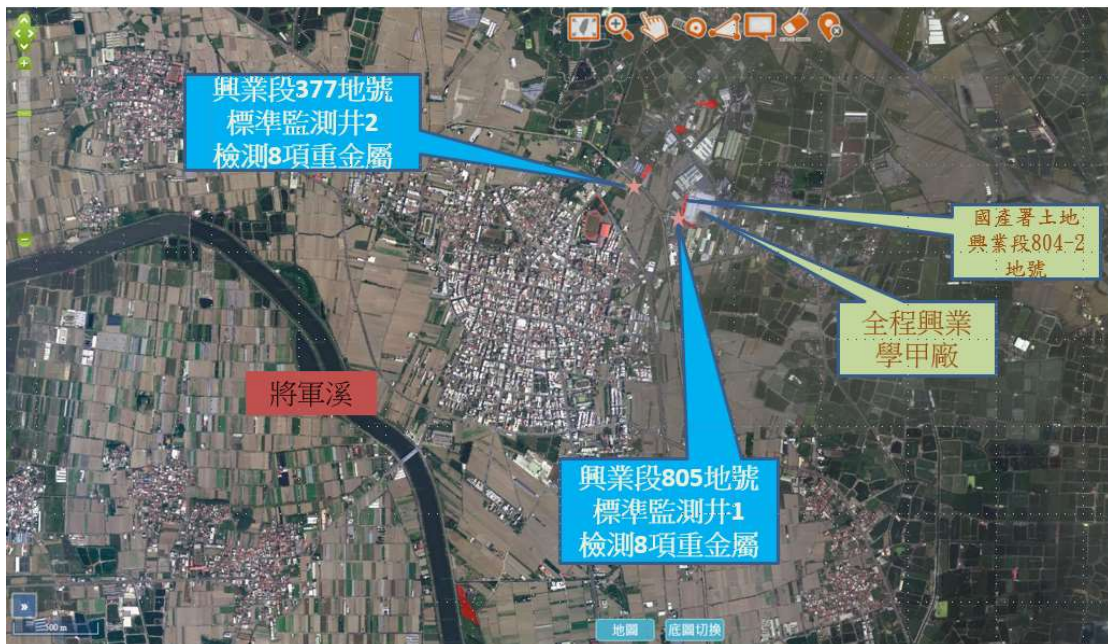 興業段377地號
標準監測井2
檢測8項重金屬
國產署土地
興業段804-2
地號
全程興業
學甲廠
將軍溪
興業段805地號
標準監測井1
檢測8項重金屬
500 m
地圖
底圖切換